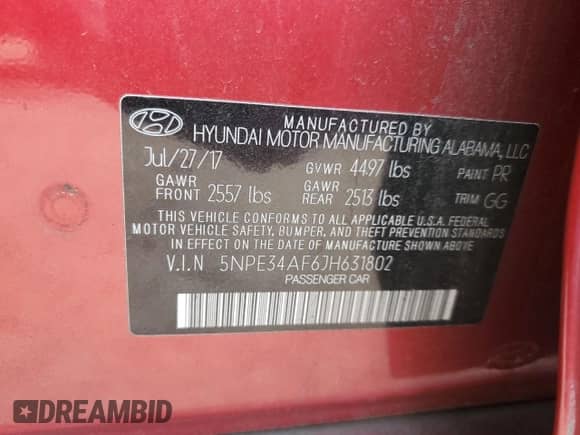 MANUFACTURED BY
HYUNDAI MOTOR MANUFACTURING ALABAMA, LLC
Jul/27/17 GVWR 4497 lbs PAINT PR
GAWR FRONT 2557 lbs GAWR REAR 2513 lbs TRIM GG
THIS VEHICLE CONFORMS TO ALL APPLICABLE U.S.A. FEDERAL
MOTOR VEHICLE SAFETY, BUMPER, AND THEFT PREVENTION STANDARDS
IN EFFECT ON THE DATE OF MANUFACTURE SHOWN ABOVE
V.I.N 5NPE34AF6JH631802
PASSENGER CAR
DREAMBID